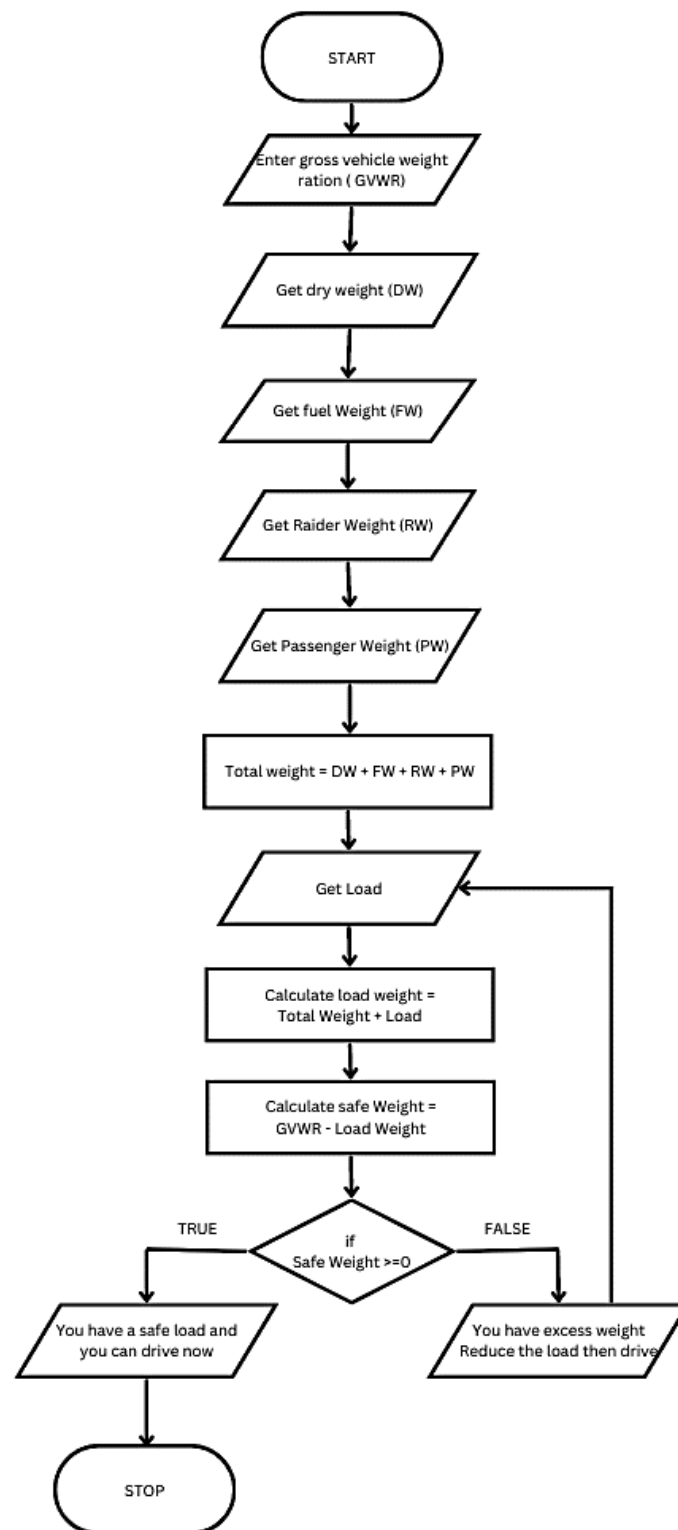 START
Enter gross vehicle weight
ration ( GVWR)
Get dry weight (DW)
Get fuel Weight (FW)
Get Raider Weight (RW)
Get Passenger Weight (PW)
Total weight = DW + FW + RW + PW
Get Load
Calculate load weight =
Total Weight + Load
Calculate safe Weight =
GVWR - Load Weight
TRUE
if
Safe Weight >=0
FALSE
You have a safe load and
you can drive now
You have excess weight
Reduce the load then drive
STOP